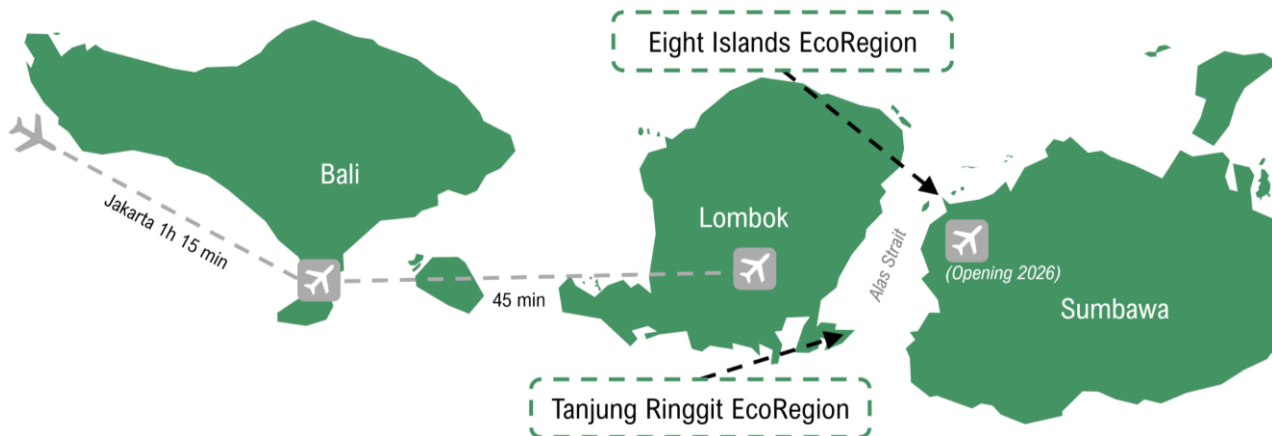 Eight Islands EcoRegion
Bali
Jakarta 1h 15 min
Lombok
45 min
Alas Strait
(Opening 2026)
Sumbawa
Tanjung Ringgit EcoRegion